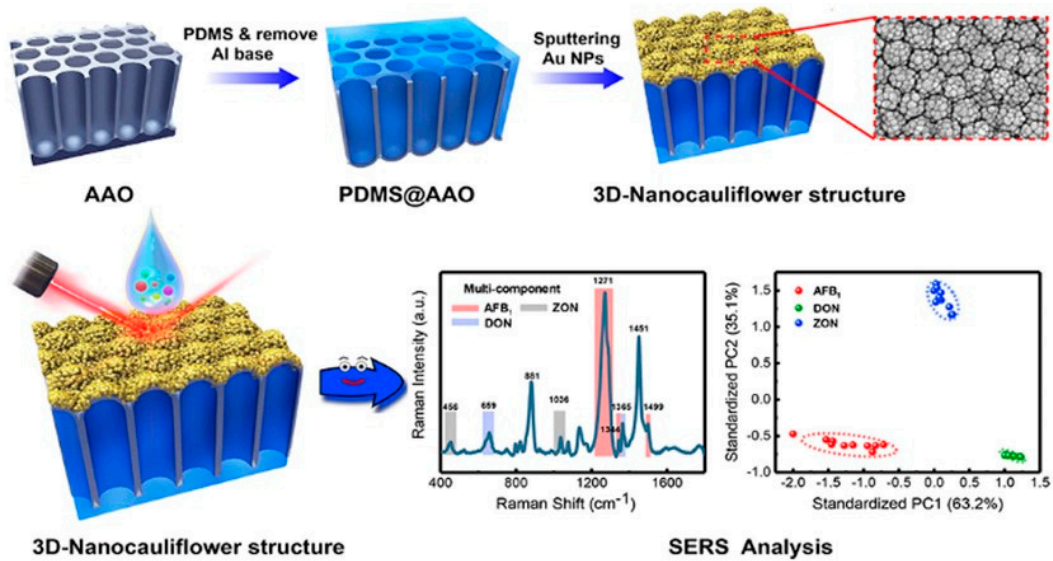 PDMS & remove
Al base
Sputtering
Au NPs
AAO
PDMS@AAO
3D-Nanocauliflower structure
Multi-component
AFB₁
ZON
DON
1271
1451
881
456
659
1036
1344
1365
1499
Raman Intensity (a.u.)
400
800
1200
1600
Raman Shift (cm⁻¹)
AFB₁
DON
ZON
Standardized PC2 (35.1%)
1.5
1.0
0.5
0.0
-0.5
-1.0
-2.0
-1.5
-1.0
-0.5
0.0
0.5
1.0
1.5
Standardized PC1 (63.2%)
3D-Nanocauliflower structure
SERS Analysis